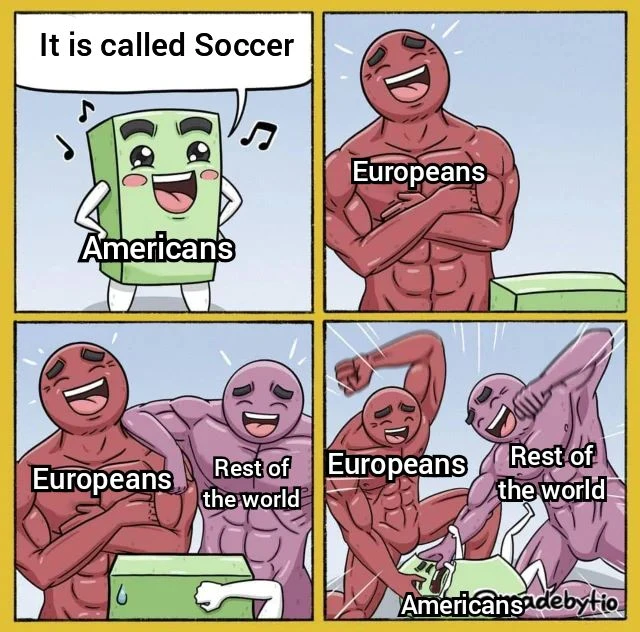 It is called Soccer
Americans
Europeans
Europeans
Rest of
the world
Europeans
Rest of
the world
Americans